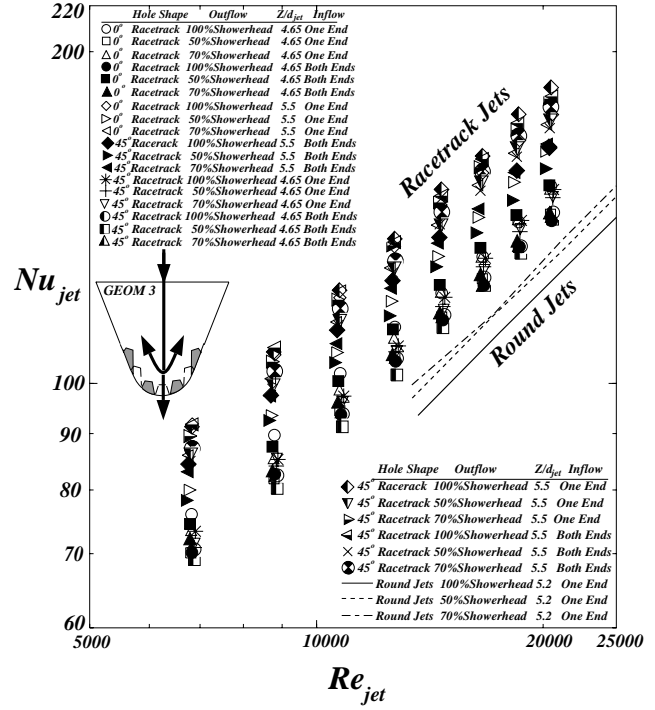 Hole Shape Outflow Z/djet Inflow
0° Racetrack 100%Showerhead 4.65 One End
0° Racetrack 50%Showerhead 4.65 One End
0° Racetrack 70%Showerhead 4.65 One End
0° Racetrack 100%Showerhead 4.65 Both Ends
0° Racetrack 50%Showerhead 4.65 Both Ends
0° Racetrack 70%Showerhead 4.65 Both Ends
0° Racetrack 100%Showerhead 5.5 One End
0° Racetrack 50%Showerhead 5.5 One End
0° Racetrack 70%Showerhead 5.5 One End
45° Racerack 100%Showerhead 5.5 Both Ends
45° Racetrack 50%Showerhead 5.5 Both Ends
45° Racetrack 70%Showerhead 5.5 Both Ends
45° Racetrack 100%Showerhead 4.65 One End
45° Racetrack 50%Showerhead 4.65 One End
45° Racetrack 70%Showerhead 4.65 One End
45° Racetrack 100%Showerhead 4.65 Both Ends
45° Racetrack 50%Showerhead 4.65 Both Ends
45° Racetrack 70%Showerhead 4.65 Both Ends
200
100
90
80
70
60
Nujet
GEOM 3
Racetrack Jets
Round Jets
Hole Shape Outflow Z/djet Inflow
45° Racerack 100%Showerhead 5.5 One End
45° Racetrack 50%Showerhead 5.5 One End
45° Racetrack 70%Showerhead 5.5 One End
45° Racetrack 100%Showerhead 5.5 Both Ends
45° Racetrack 50%Showerhead 5.5 Both Ends
45° Racetrack 70%Showerhead 5.5 Both Ends
Round Jets 100%Showerhead 5.2 One End
Round Jets 50%Showerhead 5.2 One End
Round Jets 70%Showerhead 5.2 One End
5000 10000 20000 25000
Rejet